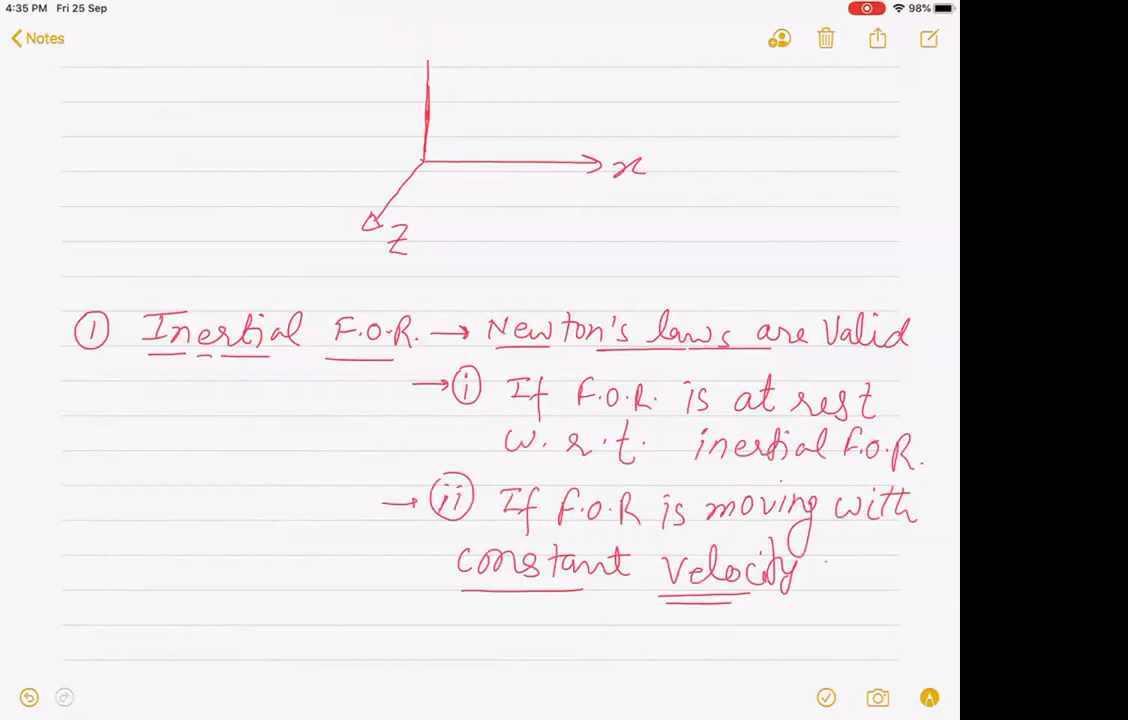 4:35 PM Fri 25 Sep
98%
Notes
x
Z
① Inertial F.O.R. → Newton's laws are Valid
→ (i) If F.O.R. is at rest
w.r.t. inertial F.O.R.
→ (ii) If F.O.R is moving with
constant velocity